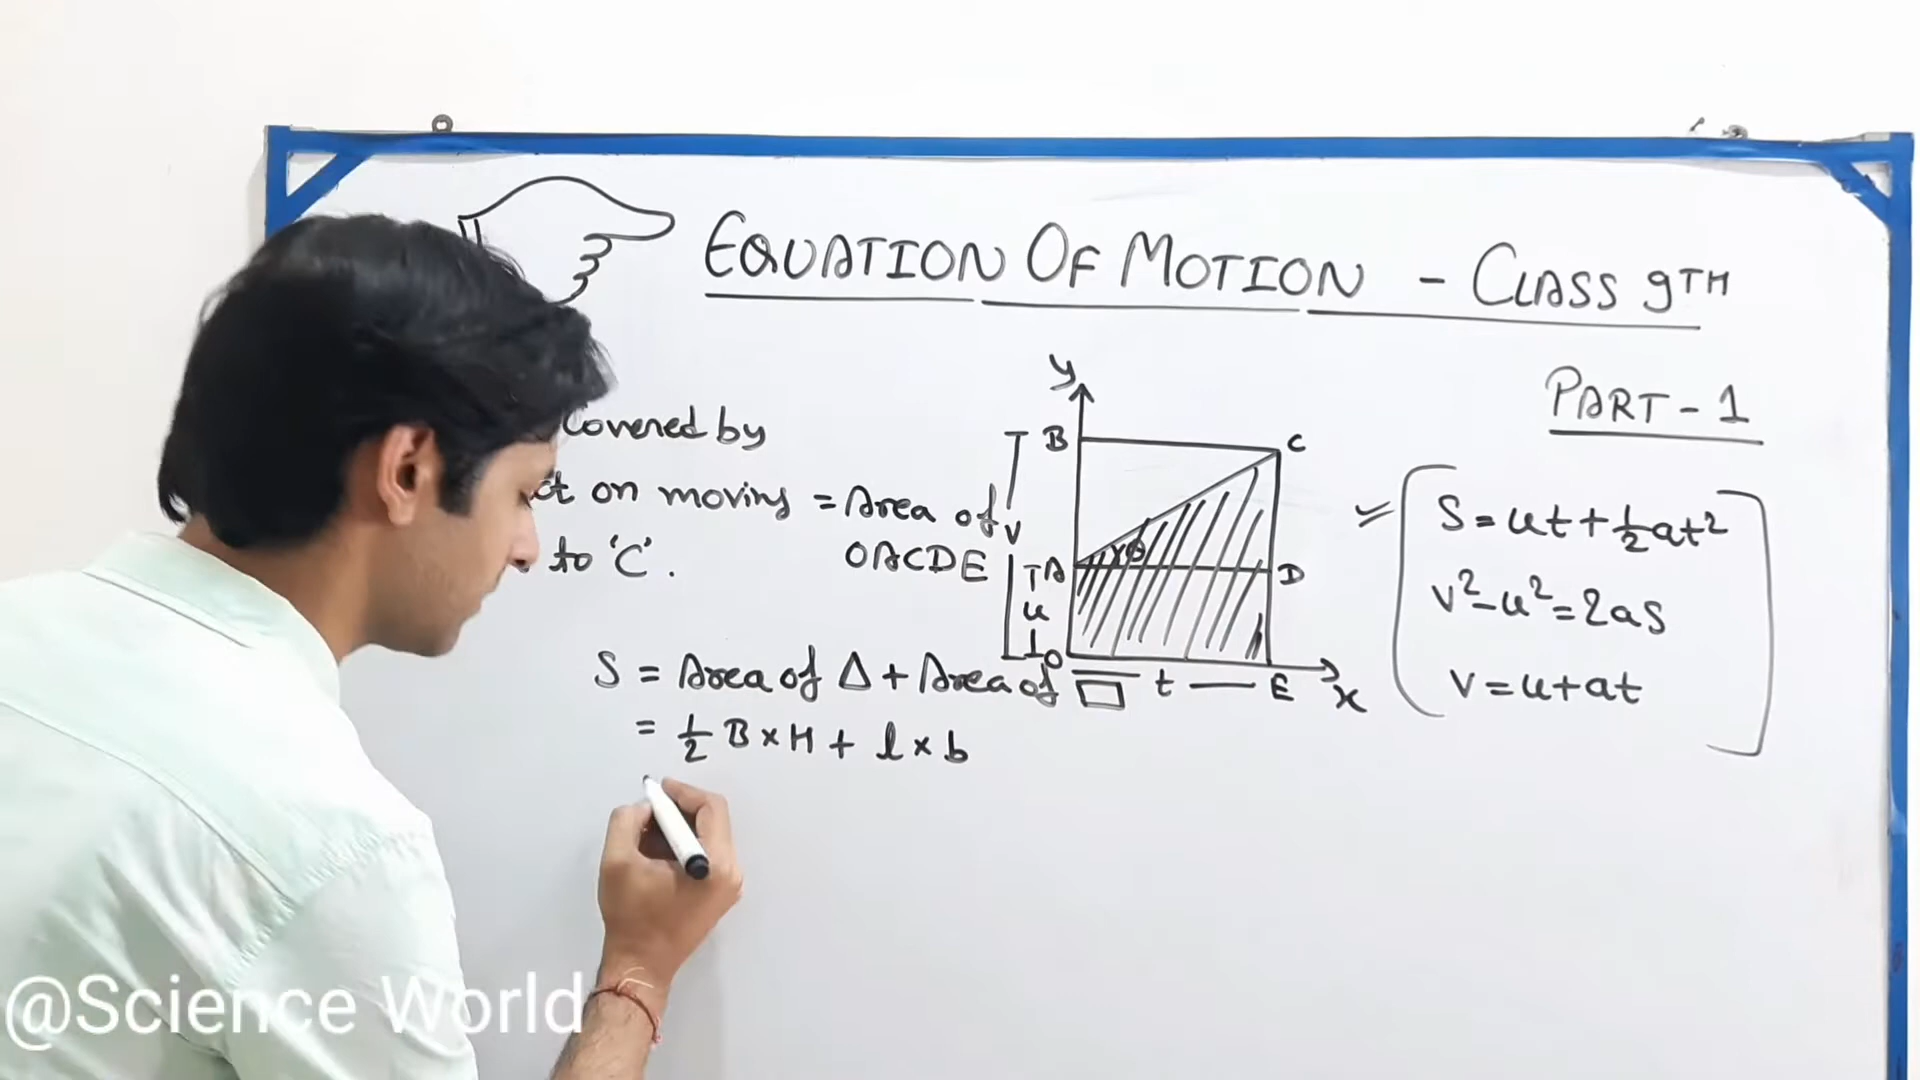 EQUATION OF MOTION - CLASS 9TH
PART - 1
Covered by
on moving = Area of
to 'C'.
OACDE
S = Area of Δ + Area of □
= 1/2 B × H + l × b
y
B
C
v
A
θ
D
u
O
t
E
x
S = ut + 1/2 at²
v² - u² = 2aS
v = u + at
@Science World